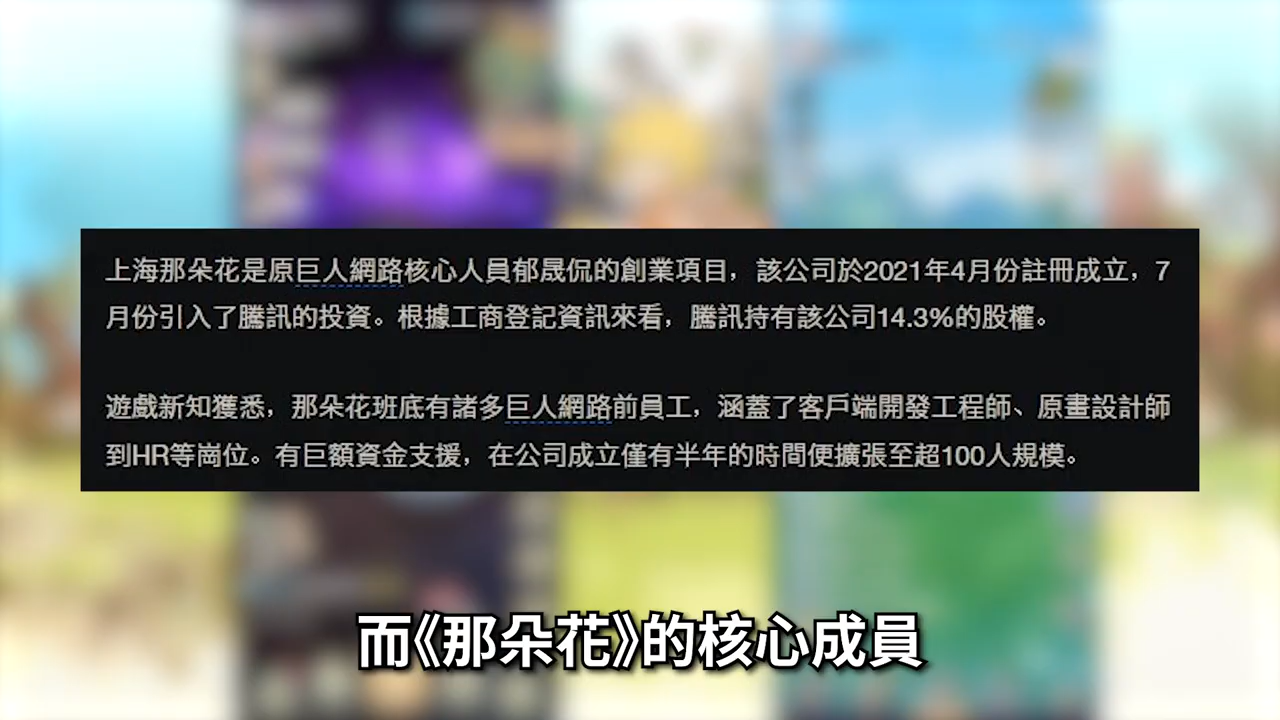 上海那朵花是原巨人網路核心人員郁晟侃的創業項目，該公司於2021年4月份註冊成立，7
月份引入了騰訊的投資。根據工商登記資訊來看，騰訊持有該公司14.3%的股權。
遊戲新知獲悉，那朵花班底有諸多巨人網路前員工，涵蓋了客戶端開發工程師、原畫設計師
到HR等崗位。有巨額資金支援，在公司成立僅有半年的時間便擴張至超100人規模。
而《那朵花》的核心成員